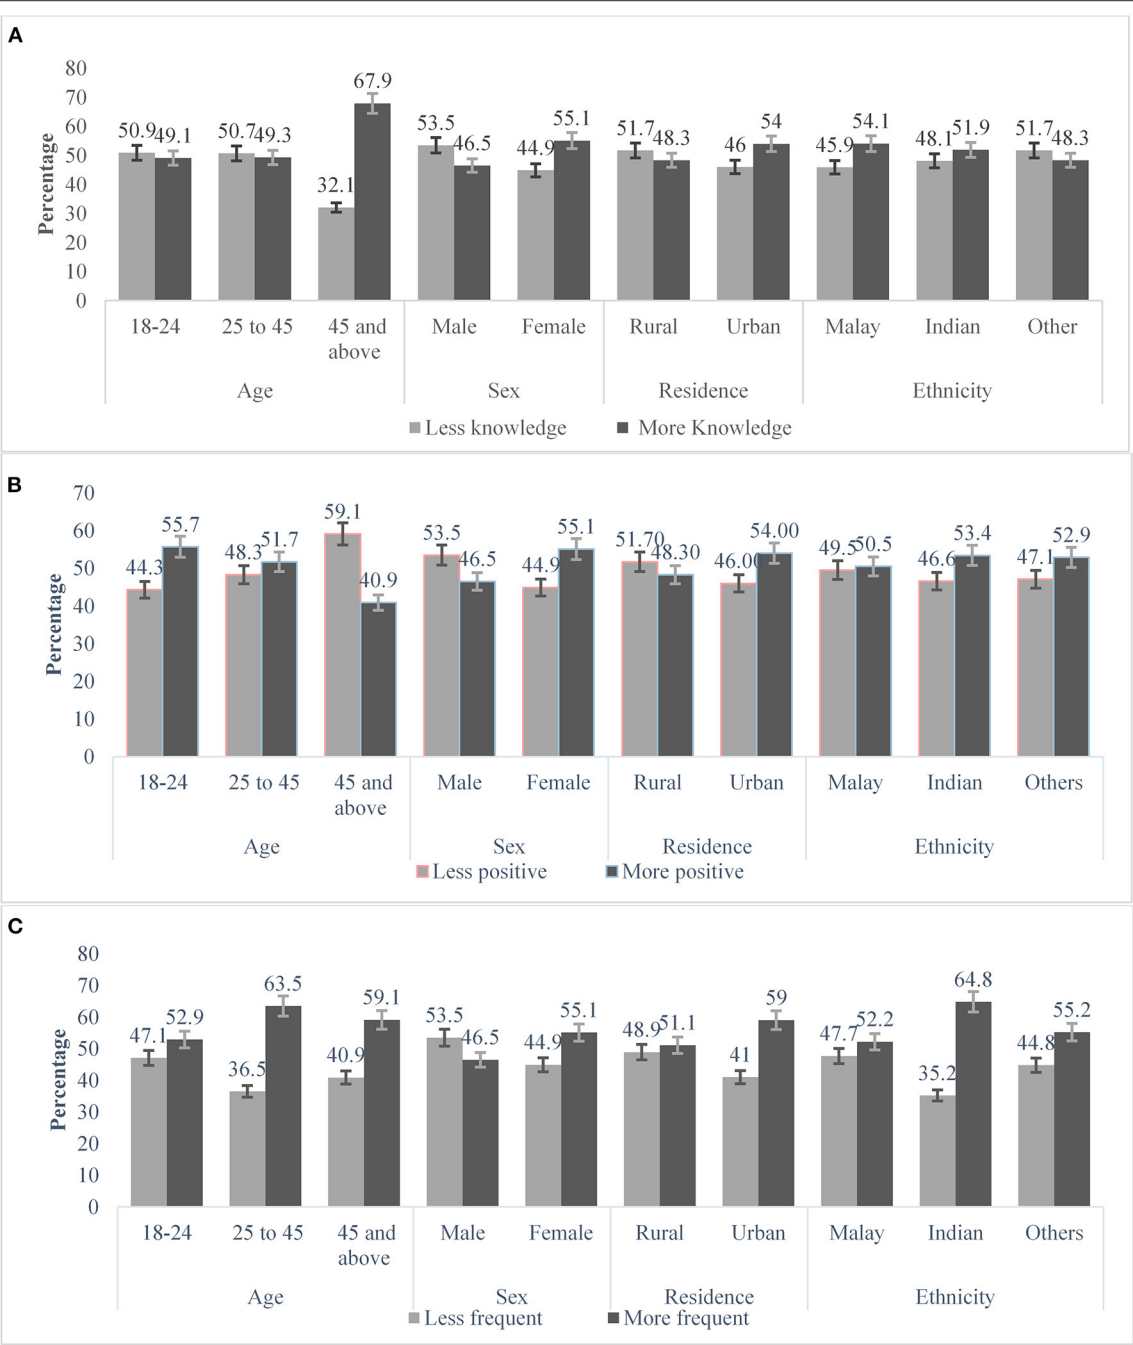 A
Percentage
80
70
60
50
40
30
20
10
0
50.9 49.1 50.7 49.3 32.1 67.9 53.5 46.5 44.9 55.1 51.7 48.3 46 54 45.9 54.1 48.1 51.9 51.7 48.3
18-24 25 to 45 45 and above Male Female Rural Urban Malay Indian Other
Age Sex Residence Ethnicity
Less knowledge More Knowledge
B
Percentage
70
60
50
40
30
20
10
0
44.3 55.7 48.3 51.7 59.1 40.9 53.5 46.5 44.9 55.1 51.70 48.30 46.00 54.00 49.5 50.5 46.6 53.4 47.1 52.9
18-24 25 to 45 45 and above Male Female Rural Urban Malay Indian Others
Age Sex Residence Ethnicity
Less positive More positive
C
Percentage
80
70
60
50
40
30
20
10
0
47.1 52.9 36.5 63.5 40.9 59.1 53.5 46.5 44.9 55.1 48.9 51.1 41 59 47.7 52.2 35.2 64.8 44.8 55.2
18-24 25 to 45 45 and above Male Female Rural Urban Malay Indian Others
Age Sex Residence Ethnicity
Less frequent More frequent